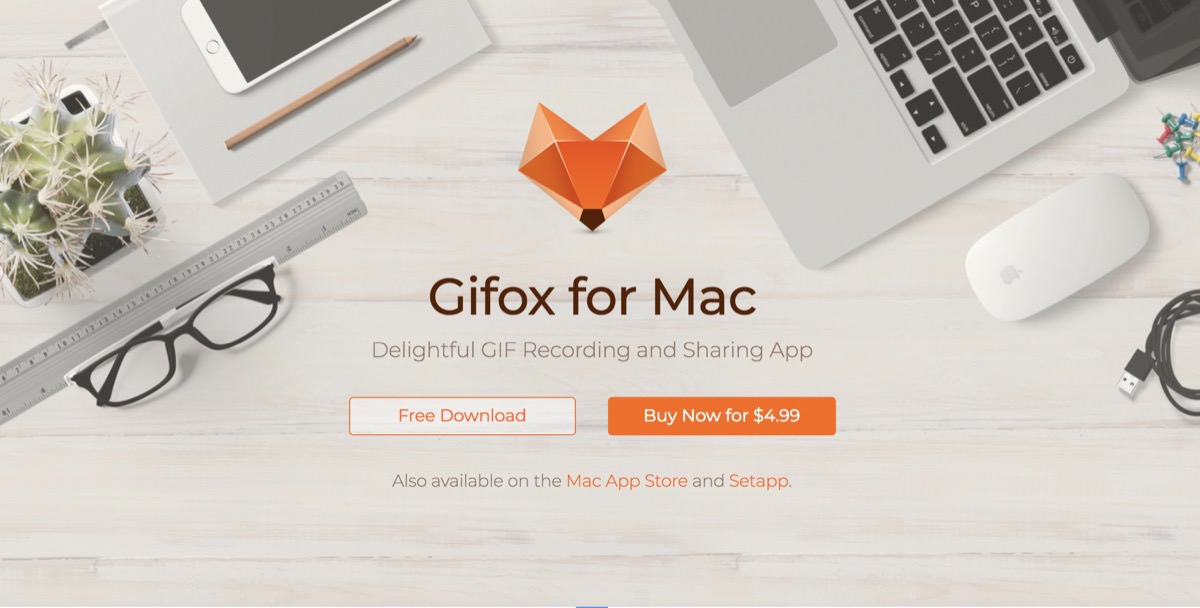 Gifox for Mac
Delightful GIF Recording and Sharing App
Free Download
Buy Now for $4.99
Also available on the Mac App Store and Setapp.